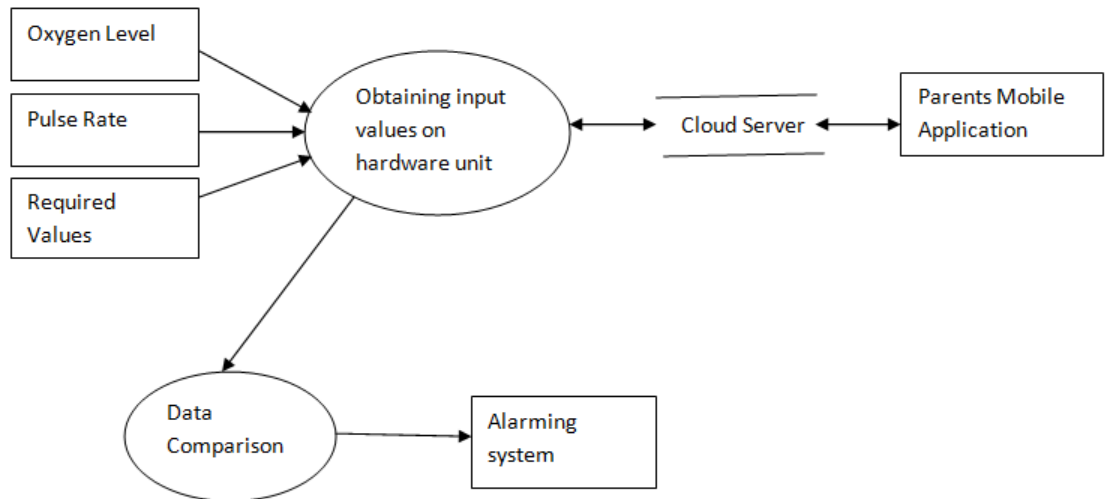 Oxygen Level
Pulse Rate
Required
Values
Obtaining input
values on
hardware unit
Cloud Server
Parents Mobile
Application
Data
Comparison
Alarming
system